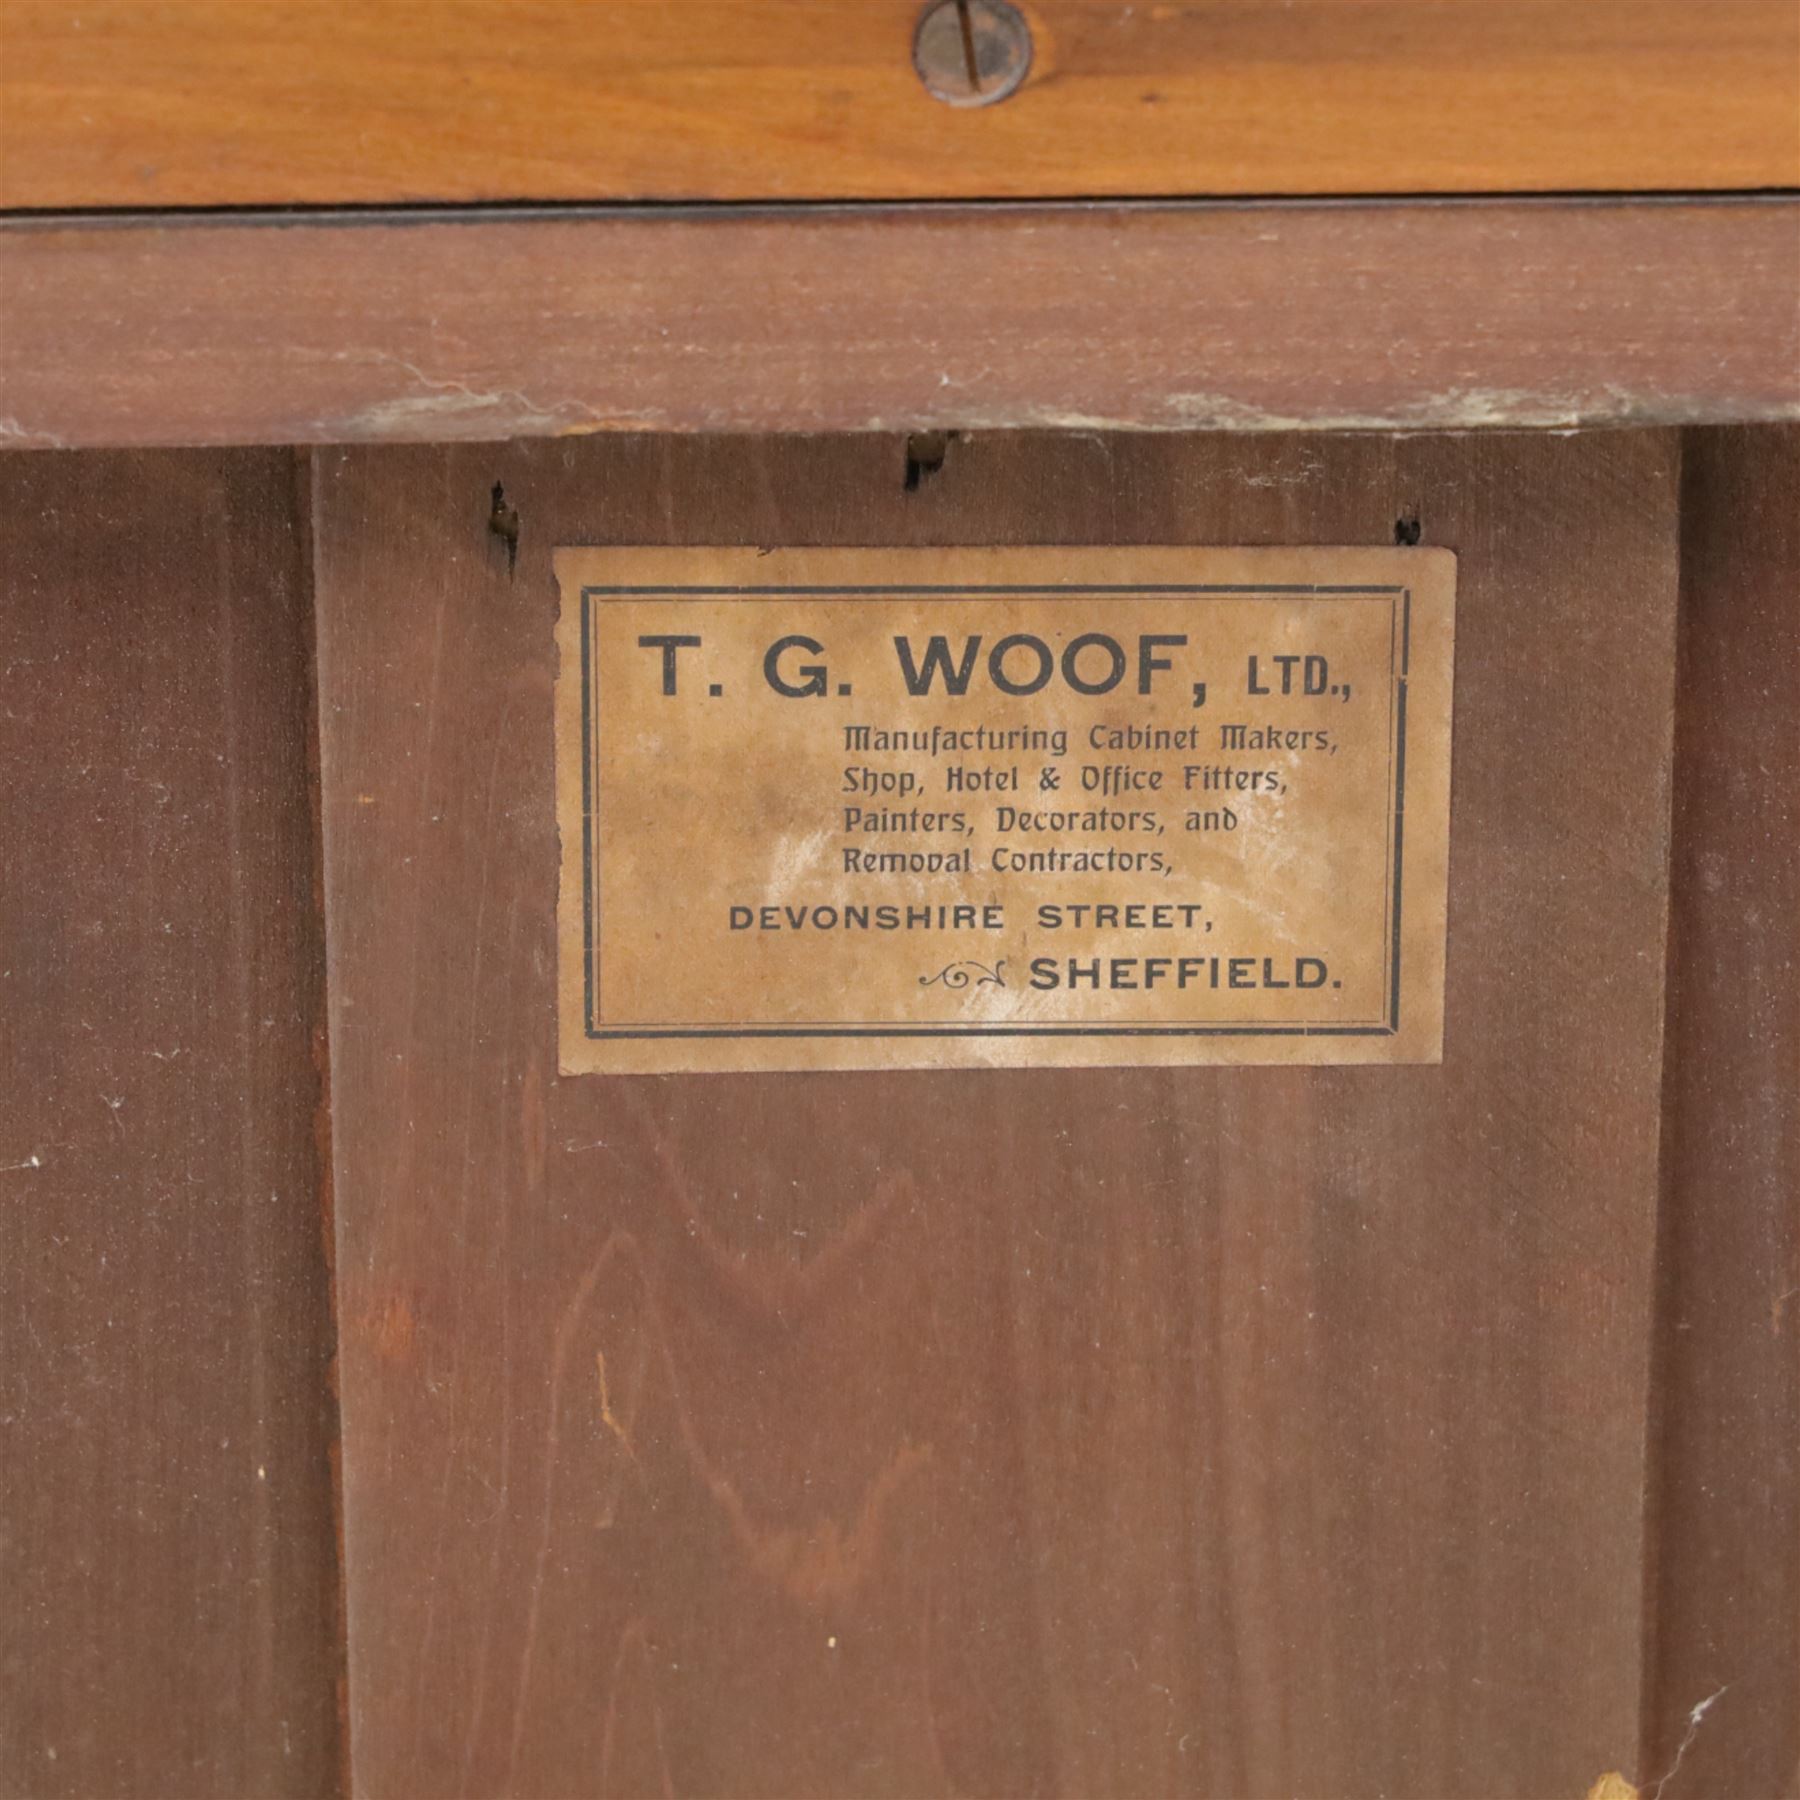 T. G. WOOF, LTD.,
Manufacturing Cabinet Makers,
Shop, Hotel & Office Fitters,
Painters, Decorators, and
Removal Contractors,
DEVONSHIRE STREET,
SHEFFIELD.